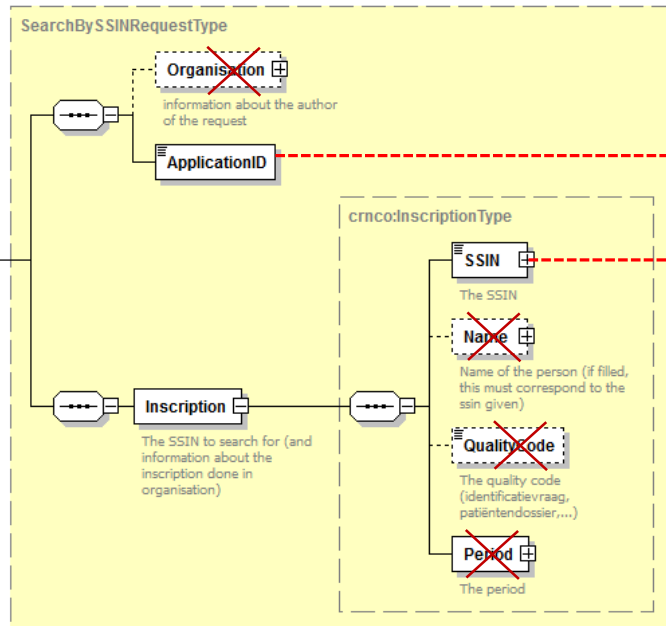 SearchBySSINRequestType
Organisation
information about the author
of the request
ApplicationID
crnco:InscriptionType
SSIN
The SSIN
Name
Name of the person (if filled,
this must correspond to the
ssin given)
Inscription
The SSIN to search for (and
information about the
inscription done in
organisation)
QualityCode
The quality code
(identificatievraag,
patiëntendossier,...)
Period
The period